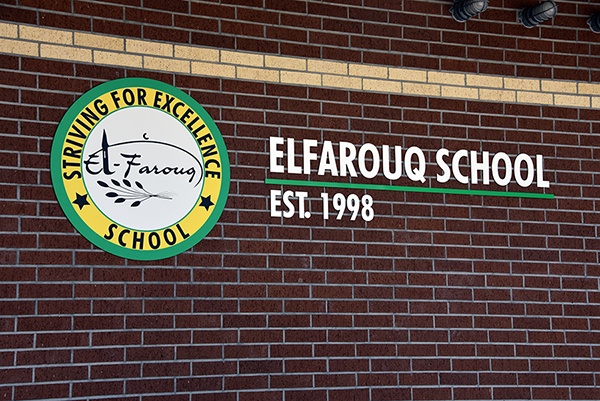 STRIVING FOR EXCELLENCE
El-Farouq
SCHOOL
ELFAROUQ SCHOOL
EST. 1998